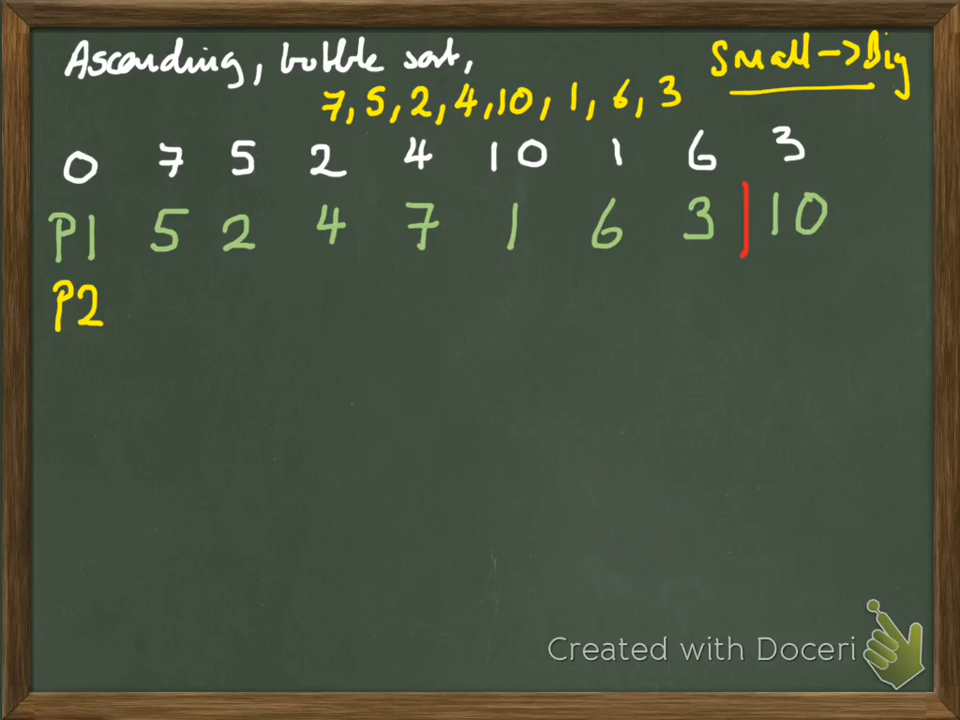 Ascending, bubble sort, Small->Big
7, 5, 2, 4, 10, 1, 6, 3
0 7 5 2 4 10 1 6 3
P1 5 2 4 7 1 6 3 | 10
P2
Created with Doceri